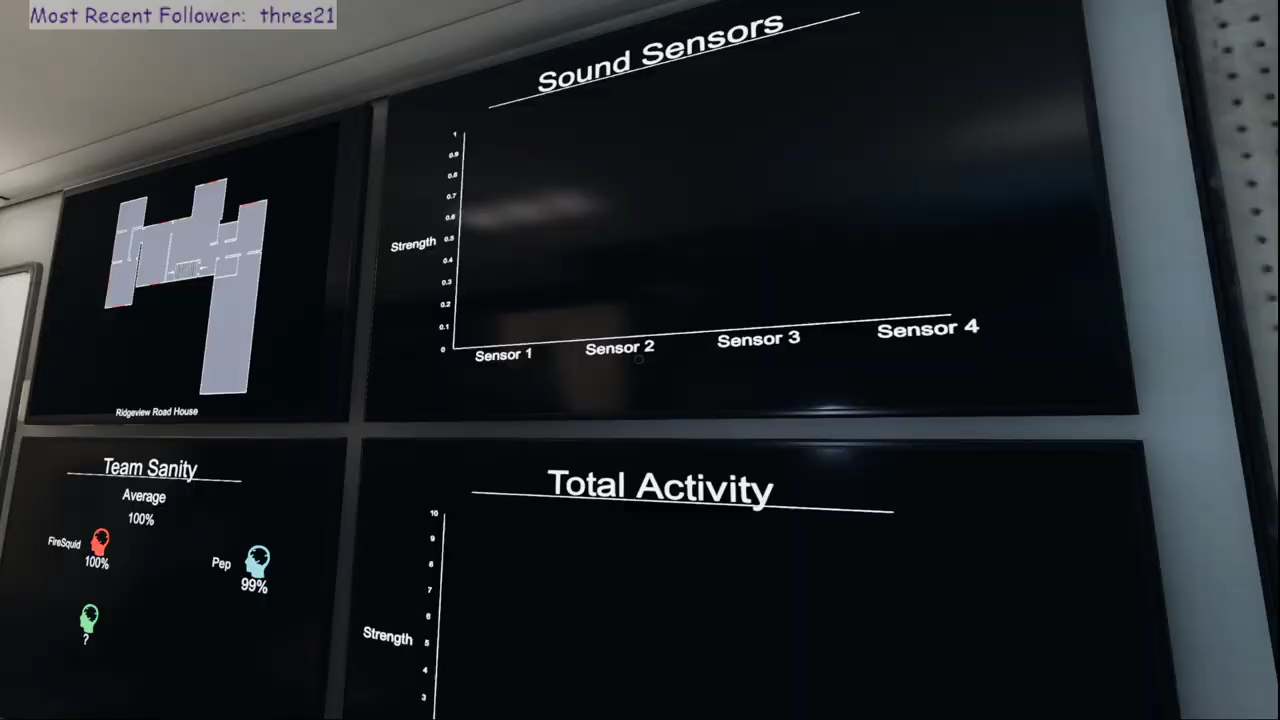 Most Recent Follower: thres21
Sound Sensors
1
0.9
0.8
0.7
0.6
Strength 0.5
0.4
0.3
0.2
0.1
0
Sensor 1 Sensor 2 Sensor 3 Sensor 4
Ridgeview Road House
Team Sanity
Average
100%
FireSquid
100%
Pep
99%
?
Total Activity
10
9
8
7
6
Strength 5
4
3